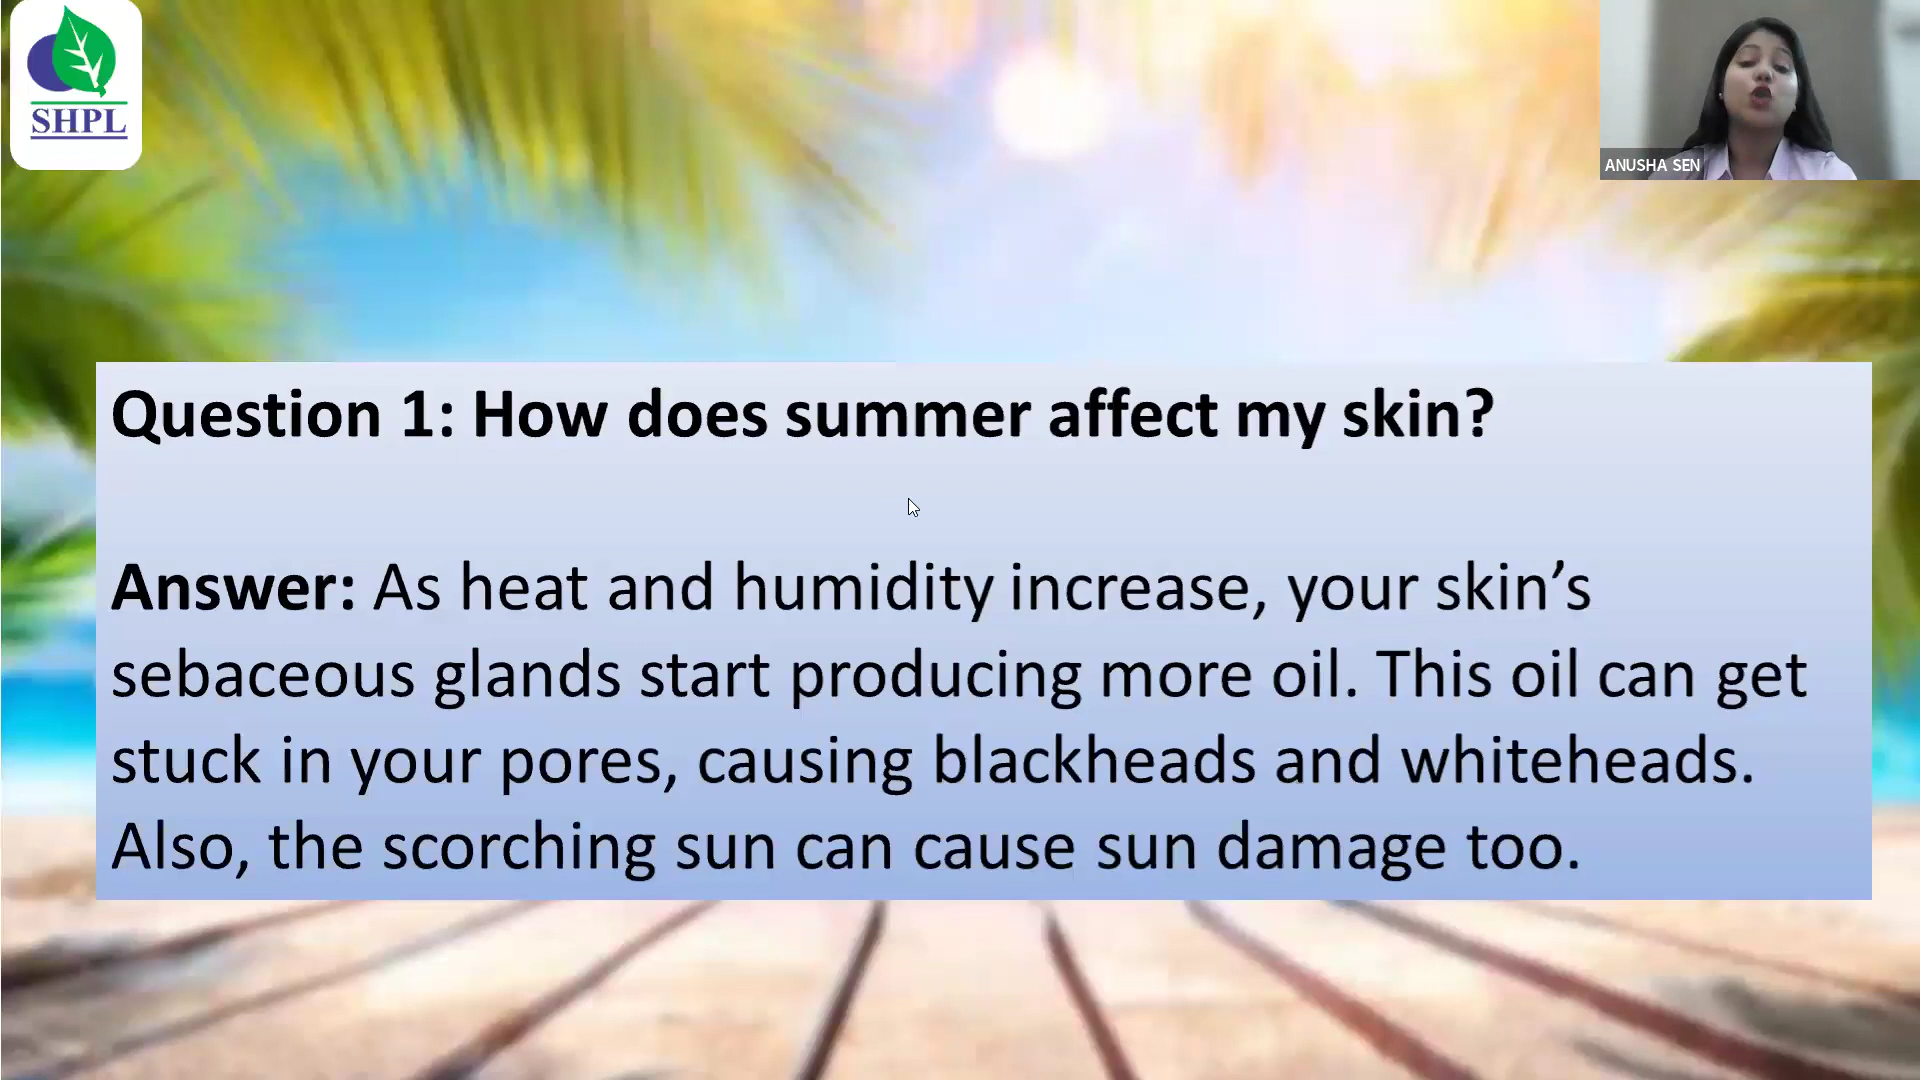 SHPL
ANUSHA SEN
Question 1: How does summer affect my skin?
Answer: As heat and humidity increase, your skin’s
sebaceous glands start producing more oil. This oil can get
stuck in your pores, causing blackheads and whiteheads.
Also, the scorching sun can cause sun damage too.